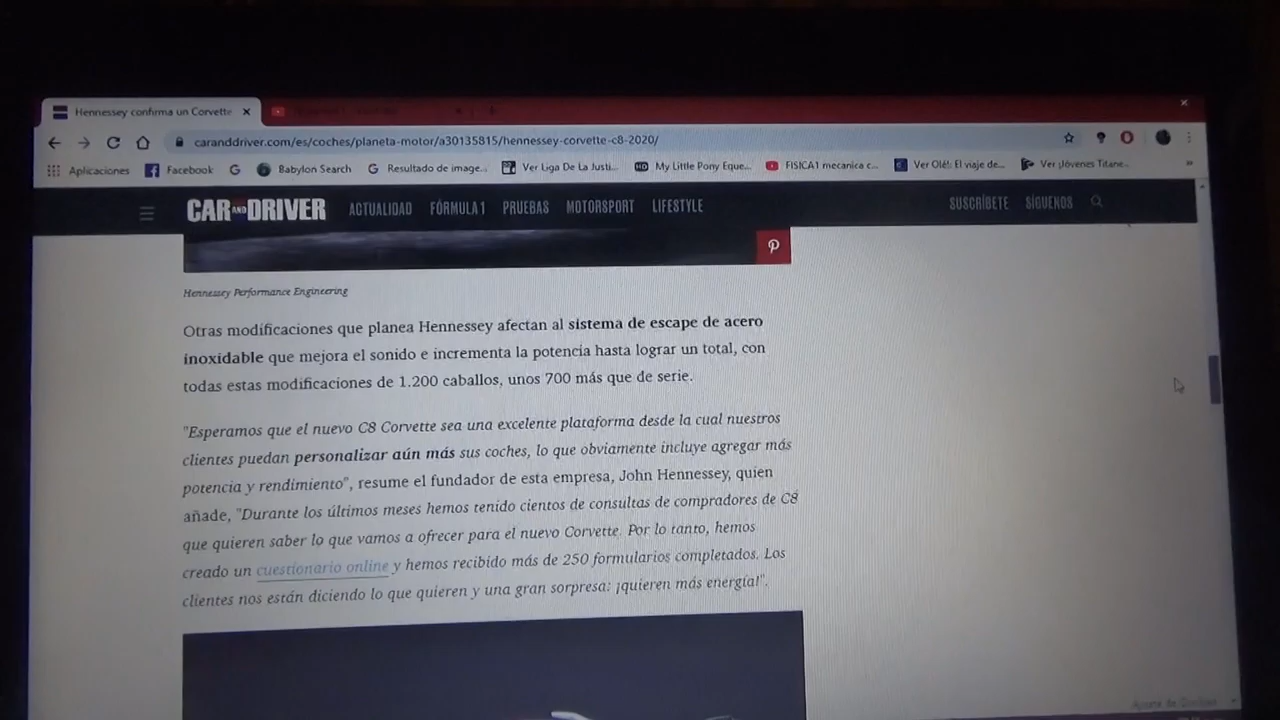 Hennessey confirma un Corvette
caranddriver.com/es/coches/planeta-motor/a30135815/hennessey-corvette-c8-2020/
Aplicaciones Facebook Babylon Search Resultado de image... Ver Liga De La Justi... My Little Pony Eque... FISICA1 mecanica c... Ver Olé!: El viaje de... Ver Jóvenes Titane...
CAR AND DRIVER ACTUALIDAD FÓRMULA 1 PRUEBAS MOTORSPORT LIFESTYLE SUSCRÍBETE SÍGUENOS
Hennessey Performance Engineering
Otras modificaciones que planea Hennessey afectan al sistema de escape de acero
inoxidable que mejora el sonido e incrementa la potencia hasta lograr un total, con
todas estas modificaciones de 1.200 caballos, unos 700 más que de serie.
"Esperamos que el nuevo C8 Corvette sea una excelente plataforma desde la cual nuestros
clientes puedan personalizar aún más sus coches, lo que obviamente incluye agregar más
potencia y rendimiento", resume el fundador de esta empresa, John Hennessey, quien
añade, "Durante los últimos meses hemos tenido cientos de consultas de compradores de C8
que quieren saber lo que vamos a ofrecer para el nuevo Corvette. Por lo tanto, hemos
creado un cuestionario online y hemos recibido más de 250 formularios completados. Los
clientes nos están diciendo lo que quieren y una gran sorpresa: ¡quieren más energía!".